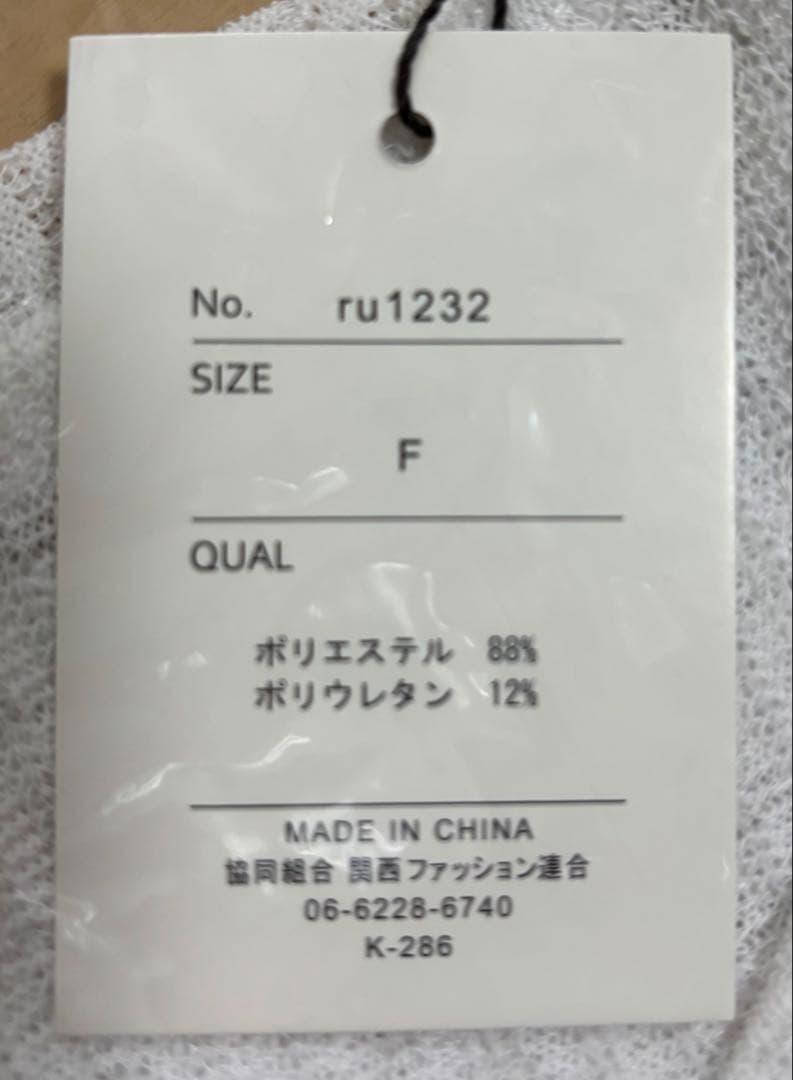 No. ru1232
SIZE
F
QUAL
ポリエステル 88%
ポリウレタン 12%
MADE IN CHINA
協同組合 関西ファッション連合
06-6228-6740
K-286